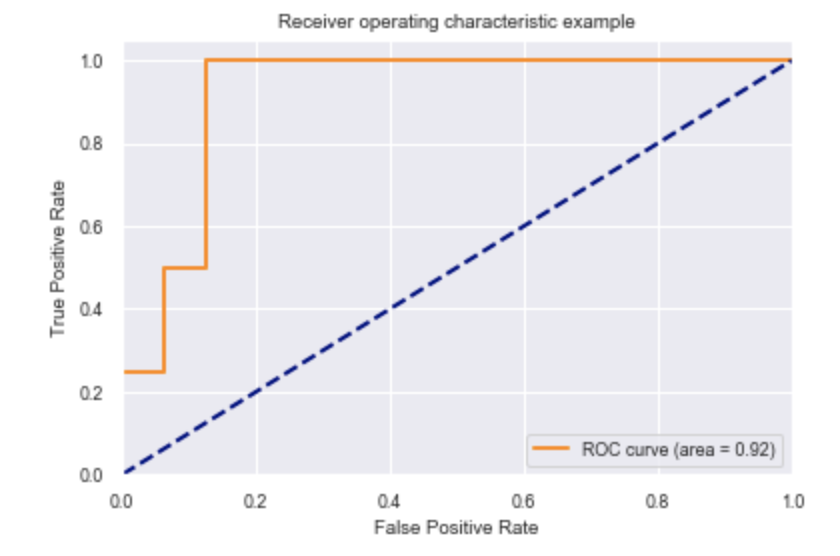 Receiver operating characteristic example
True Positive Rate
1.0
0.8
0.6
0.4
0.2
0.0
ROC curve (area = 0.92)
0.0 0.2 0.4 0.6 0.8 1.0
False Positive Rate